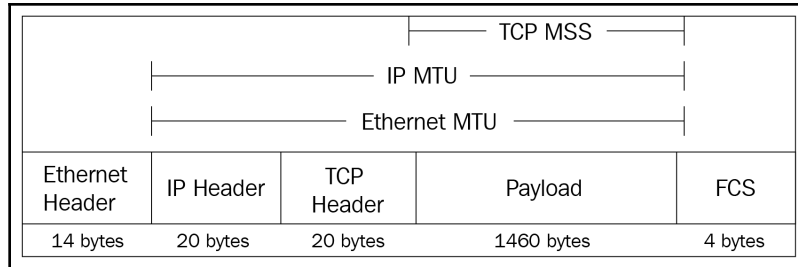 TCP MSS
IP MTU
Ethernet MTU
Ethernet
Header
IP Header
TCP
Header
Payload
FCS
14 bytes
20 bytes
20 bytes
1460 bytes
4 bytes